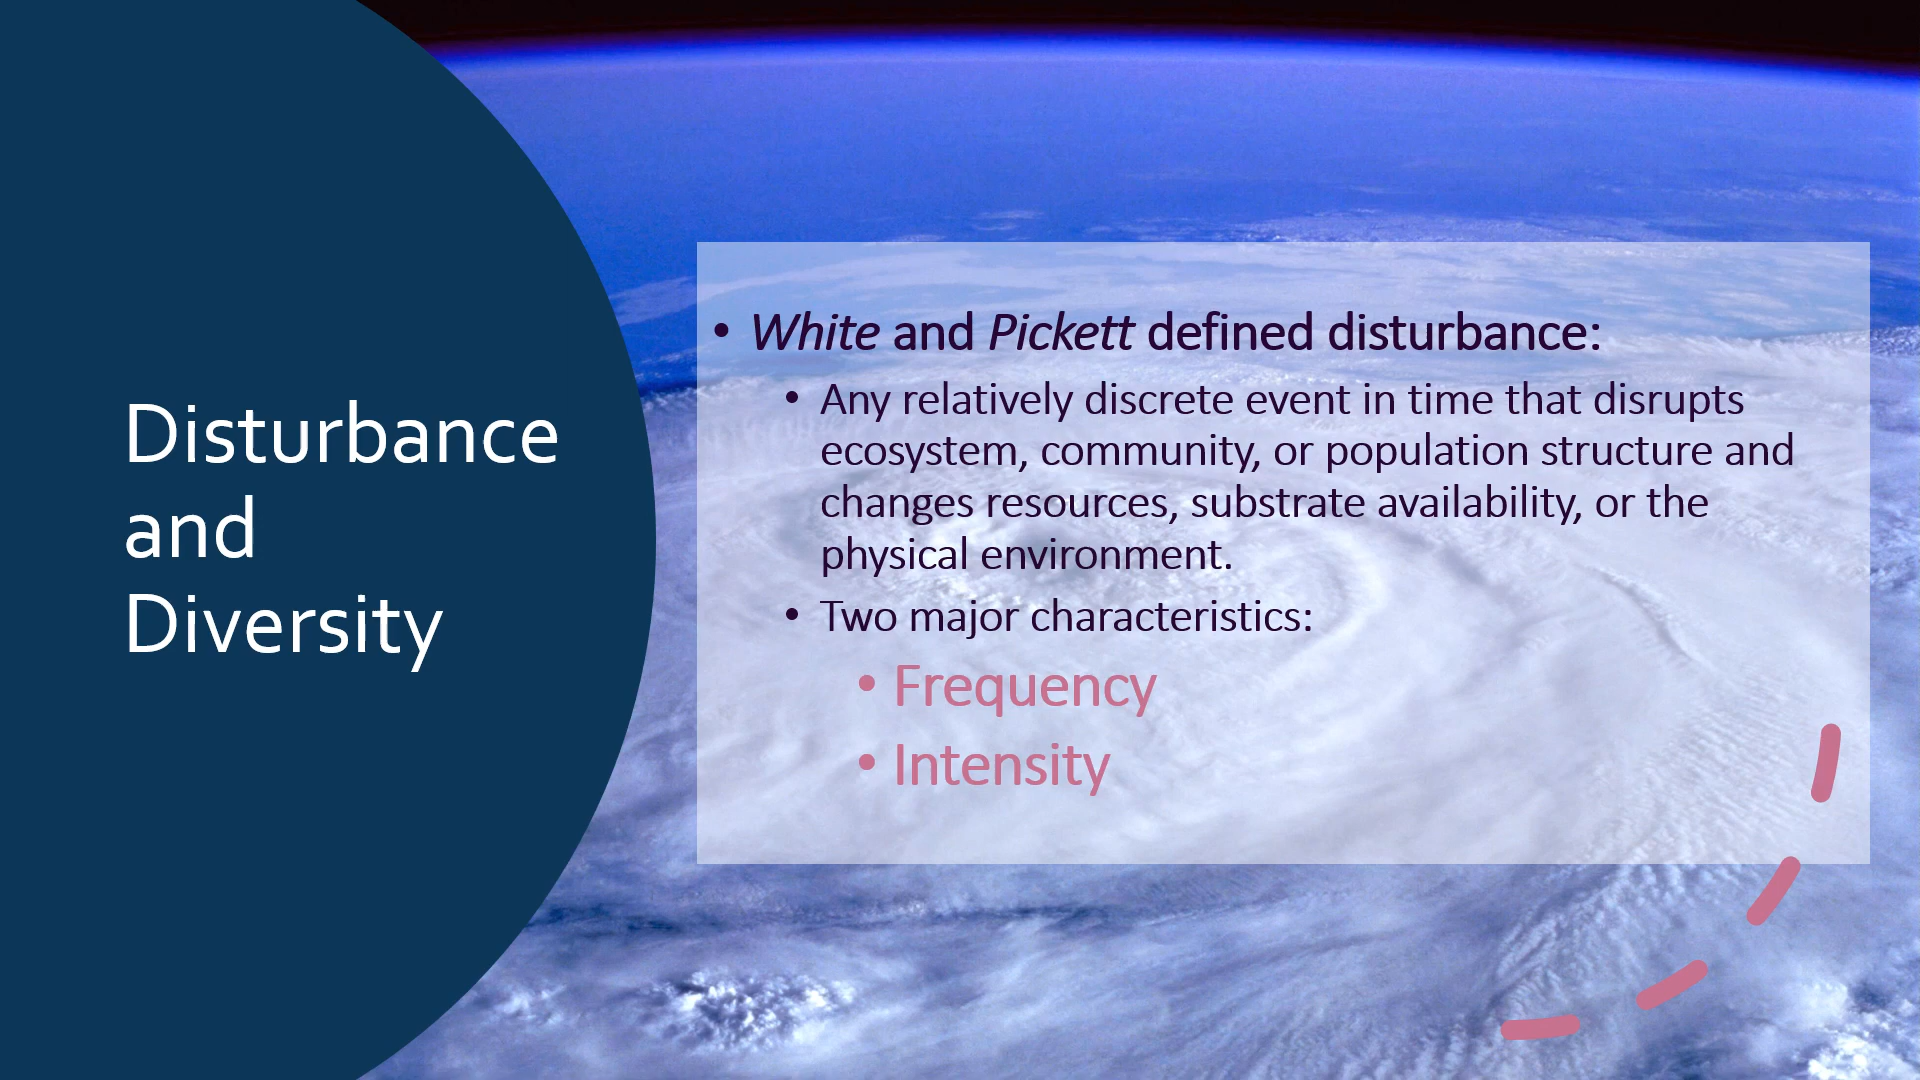 Disturbance
and
Diversity
• White and Pickett defined disturbance:
• Any relatively discrete event in time that disrupts
ecosystem, community, or population structure and
changes resources, substrate availability, or the
physical environment.
• Two major characteristics:
• Frequency
• Intensity